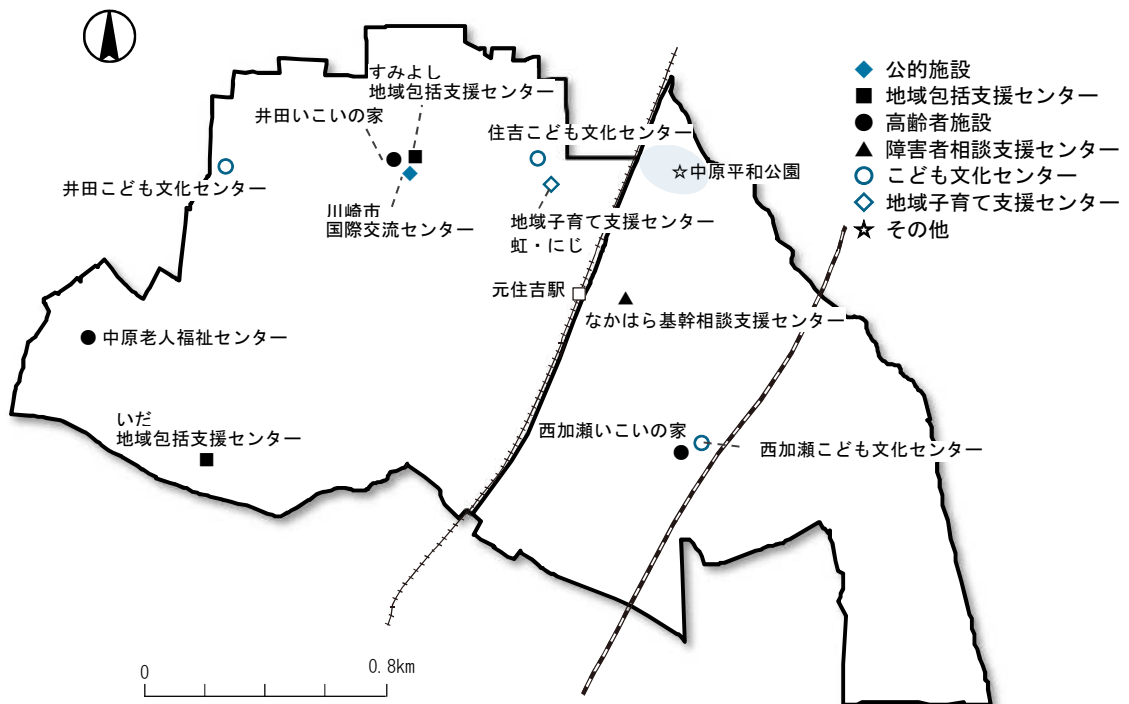 すみよし
地域包括支援センター
井田いこいの家
住吉こども文化センター
☆中原平和公園
井田こども文化センター
川崎市
国際交流センター
地域子育て支援センター
虹・にじ
元住吉駅
なかはら基幹相談支援センター
中原老人福祉センター
いだ
地域包括支援センター
西加瀬いこいの家
西加瀬こども文化センター
0
0.8km
公的施設
地域包括支援センター
高齢者施設
障害者相談支援センター
こども文化センター
地域子育て支援センター
その他